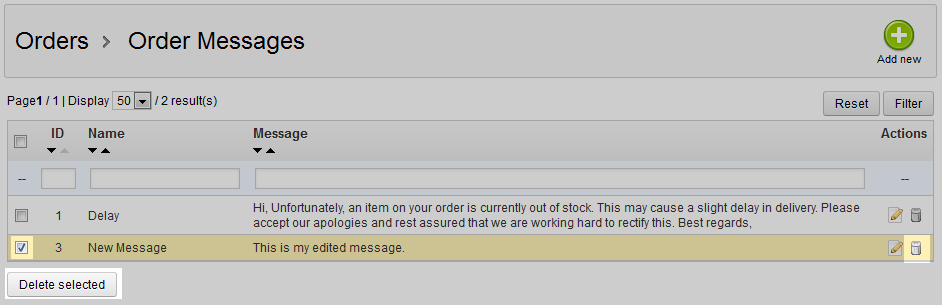 Orders > Order Messages
Add new
Page1 / 1 | Display 50 / 2 result(s)
Reset Filter
ID Name Message Actions
-- --
1 Delay Hi, Unfortunately, an item on your order is currently out of stock. This may cause a slight delay in delivery. Please
accept our apologies and rest assured that we are working hard to rectify this. Best regards,
3 New Message This is my edited message.
Delete selected